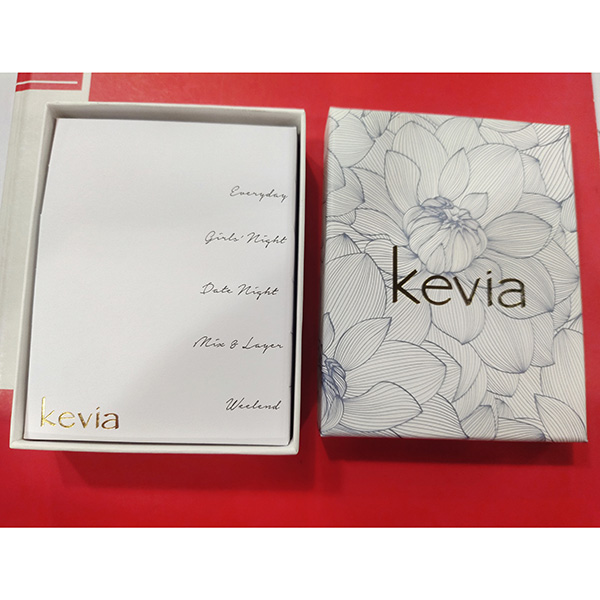 Everyday
Girls' Night
Date Night
Mix & Layer
Weekend
kevia
kevia